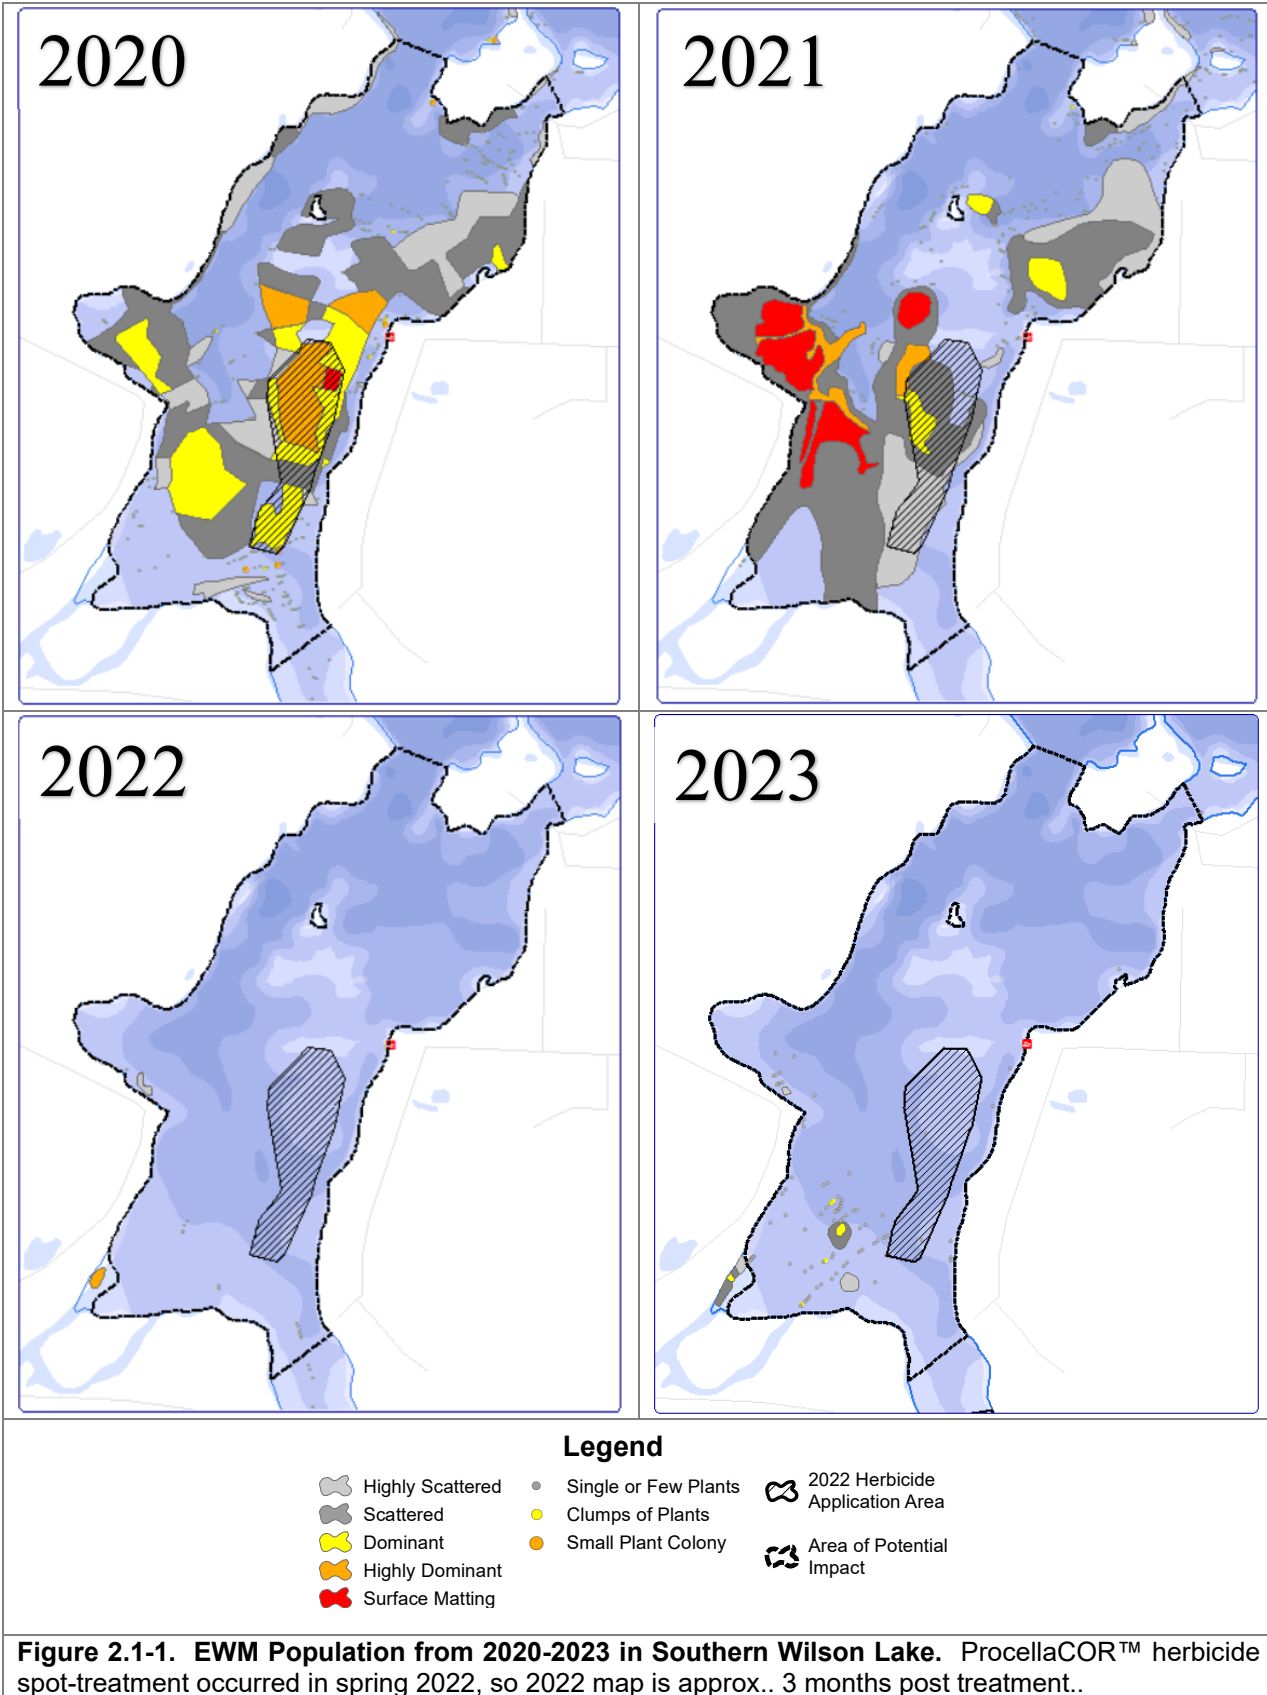 2020
2021
2022
2023
Legend
Highly Scattered
Scattered
Dominant
Highly Dominant
Surface Matting
Single or Few Plants
Clumps of Plants
Small Plant Colony
2022 Herbicide
Application Area
Area of Potential
Impact
Figure 2.1-1. EWM Population from 2020-2023 in Southern Wilson Lake. ProcellaCOR™ herbicide
spot-treatment occurred in spring 2022, so 2022 map is approx.. 3 months post treatment..